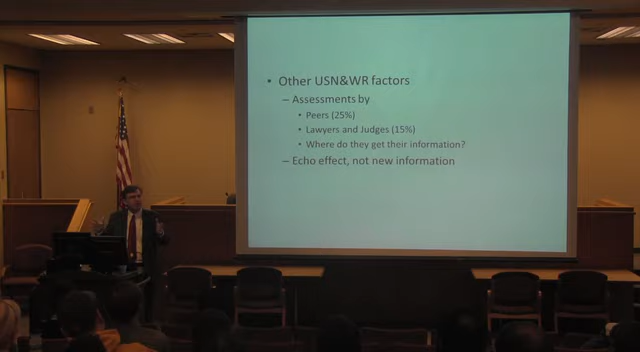 • Other USN&WR factors
– Assessments by
• Peers (25%)
• Lawyers and Judges (15%)
• Where do they get their information?
– Echo effect, not new information